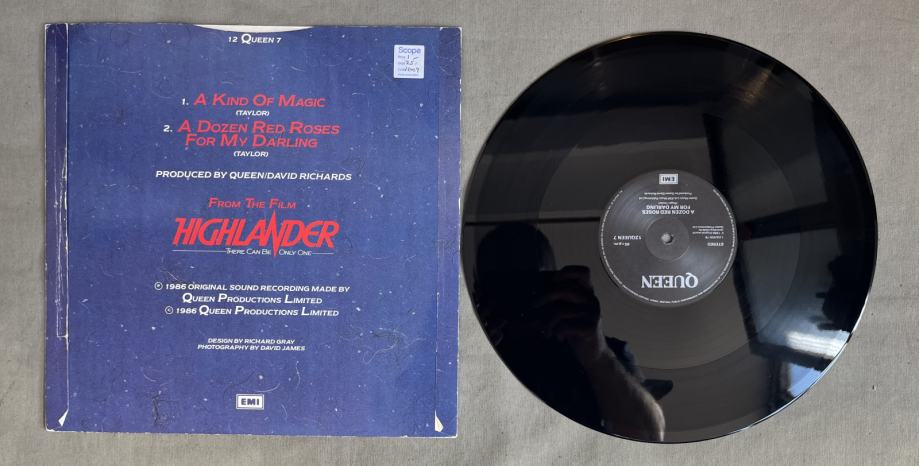 12 QUEEN 7
Scope
1. A KIND OF MAGIC
(TAYLOR)
2. A DOZEN RED ROSES
FOR MY DARLING
(TAYLOR)
PRODUCED BY QUEEN/DAVID RICHARDS
FROM THE FILM
HIGHLANDER
THERE CAN BE ONLY ONE
℗ 1986 ORIGINAL SOUND RECORDING MADE BY
QUEEN PRODUCTIONS LIMITED
© 1986 QUEEN PRODUCTIONS LIMITED
DESIGN BY RICHARD GRAY
PHOTOGRAPHY BY DAVID JAMES
EMI
QUEEN
STEREO
12QUEEN 7
45 r.p.m.
A DOZEN RED ROSES
FOR MY DARLING
(Roger Taylor)
EMI